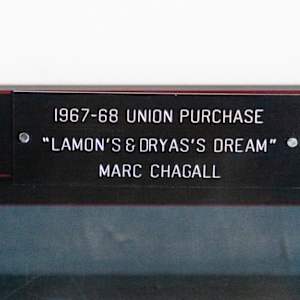 1967-68 UNION PURCHASE
"LAMON'S & DRYAS'S DREAM"
MARC CHAGALL